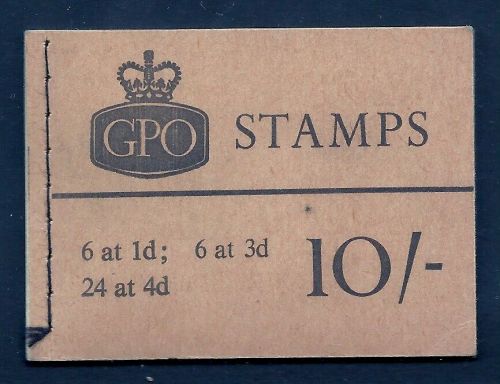 GPO STAMPS
6 at 1d; 6 at 3d
24 at 4d
10/-